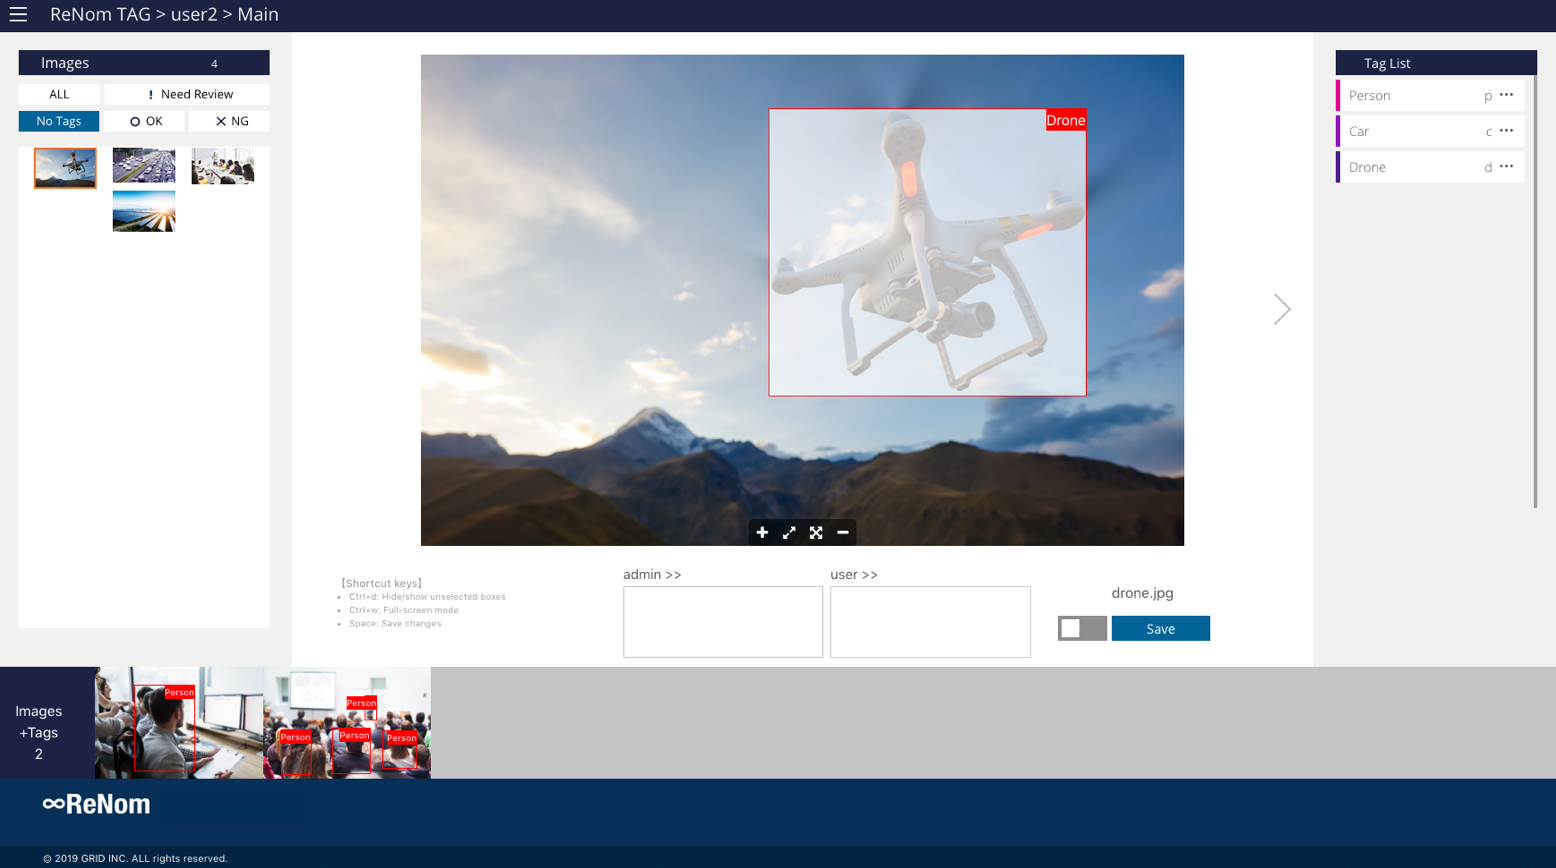 ReNom TAG > user2 > Main
Images 4
ALL
! Need Review
No Tags
OK
NG
Drone
Tag List
Person p
Car c
Drone d
【Shortcut keys】
• Ctrl+d: Hide/show unselected boxes
• Ctrl+w: Full-screen mode
• Space: Save changes
admin >>
user >>
drone.jpg
Save
Images
+Tags
2
Person
Person
Person
Person
Person
∞ReNom
© 2019 GRID INC. ALL rights reserved.